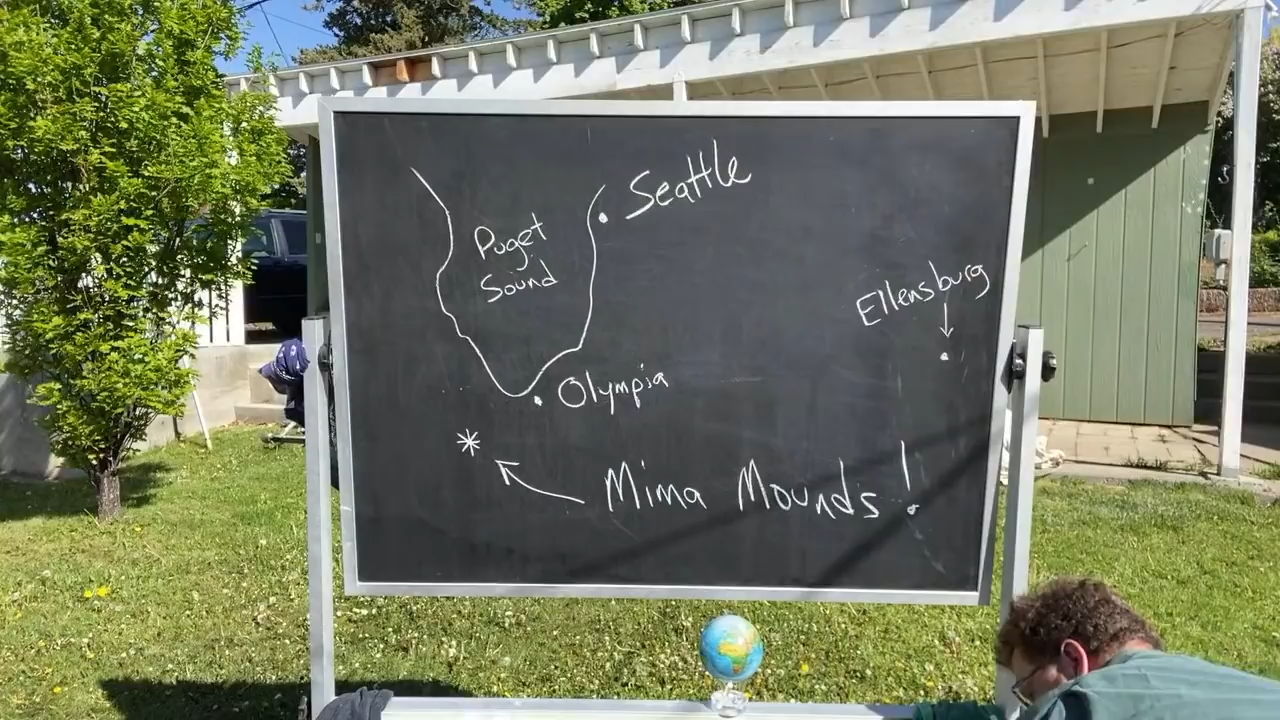 Seattle
Puget
Sound
Ellensburg
Olympia
Mima Mounds!